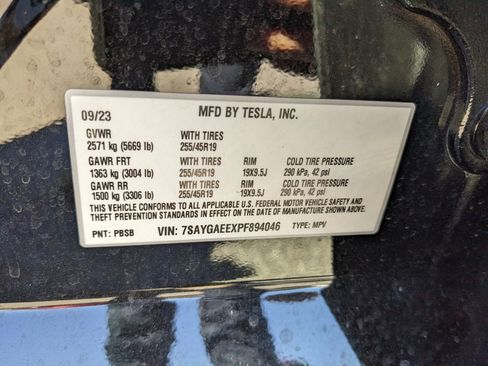 09/23 MFD BY TESLA, INC.
GVWR WITH TIRES
2571 kg (5669 lb) 255/45R19
GAWR FRT WITH TIRES RIM COLD TIRE PRESSURE
1363 kg (3004 lb) 255/45R19 19X9.5J 290 kPa, 42 psi
GAWR RR WITH TIRES RIM COLD TIRE PRESSURE
1500 kg (3306 lb) 255/45R19 19X9.5J 290 kPa, 42 psi
THIS VEHICLE CONFORMS TO ALL APPLICABLE U.S. FEDERAL MOTOR VEHICLE SAFETY AND
THEFT PREVENTION STANDARDS IN EFFECT ON THE DATE OF MANUFACTURE SHOWN ABOVE.
PNT: PBSB VIN: 7SAYGAEEXPF894046 TYPE: MPV